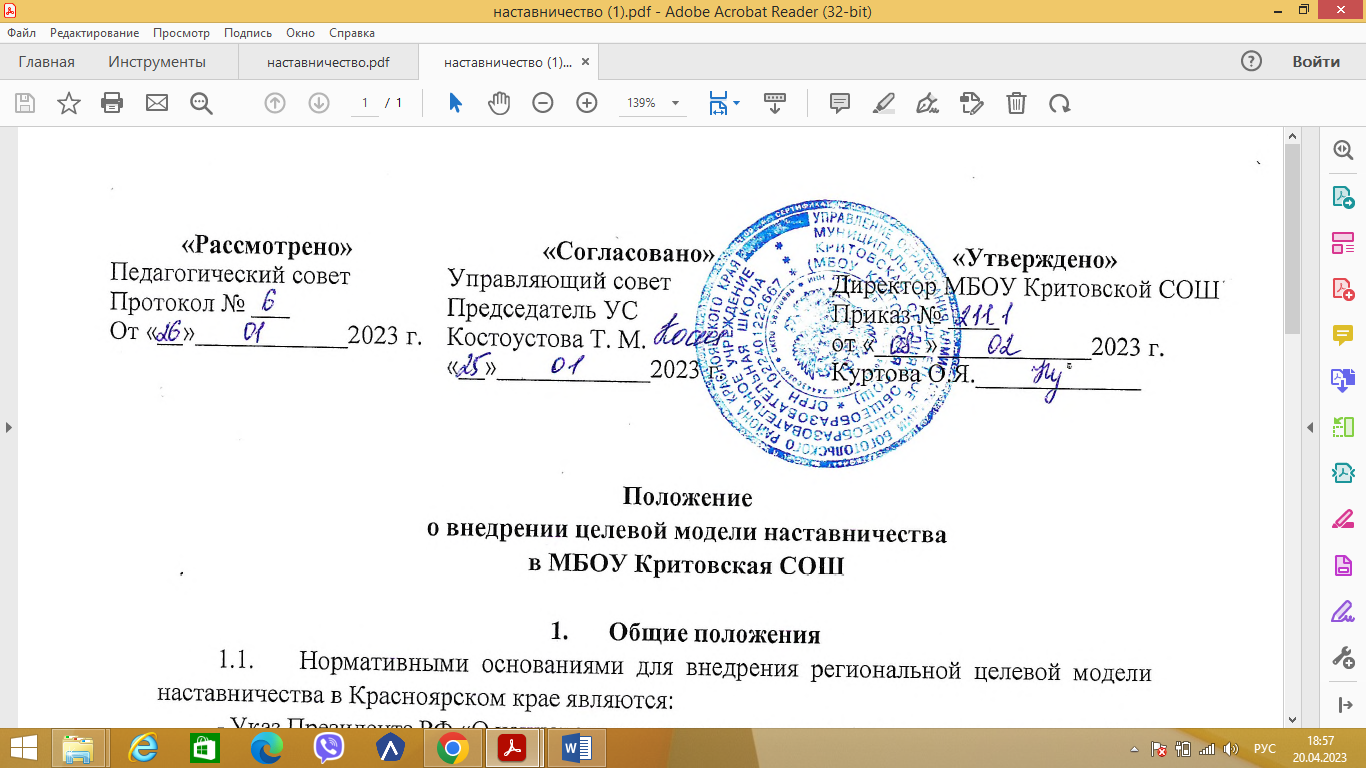 наставничество (1).pdf - Adobe Acrobat Reader (32-bit)
Файл Редактирование Просмотр Подпись Окно Справка
Главная Инструменты наставничество.pdf наставничество (1)... × Войти
1 / 1 139%
«Рассмотрено»
Педагогический совет
Протокол № 6
От «26» 01 2023 г.
«Согласовано»
Управляющий совет
Председатель УС
Костоустова Т. М.
«25» 01 2023 г.
«Утверждено»
Директор МБОУ Критовской СОШ
Приказ №
от « » 02 2023 г.
Куртова О.Я.
Положение
о внедрении целевой модели наставничества
в МБОУ Критовская СОШ
1. Общие положения
1.1. Нормативными основаниями для внедрения региональной целевой модели
наставничества в Красноярском крае являются:
- Указ Президента РФ
РУС
18:57
20.04.2023